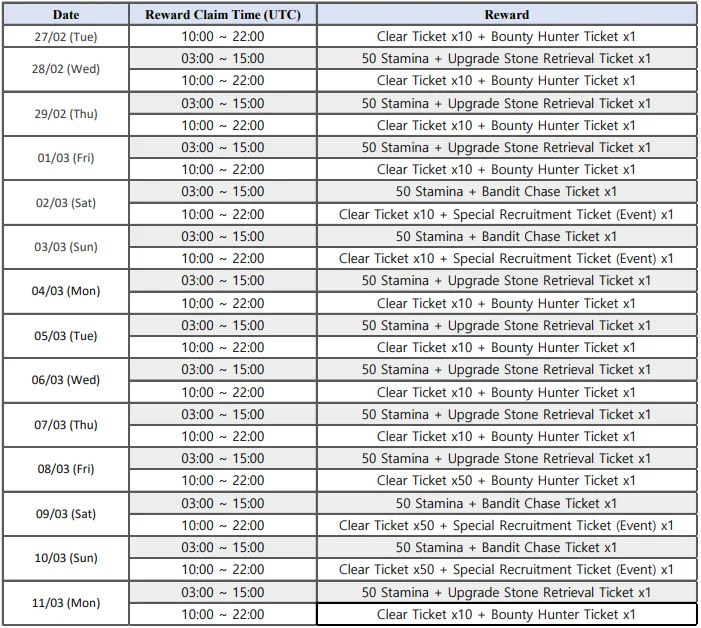 Date Reward Claim Time (UTC) Reward
27/02 (Tue) 10:00 ~ 22:00 Clear Ticket x10 + Bounty Hunter Ticket x1
28/02 (Wed) 03:00 ~ 15:00 50 Stamina + Upgrade Stone Retrieval Ticket x1
10:00 ~ 22:00 Clear Ticket x10 + Bounty Hunter Ticket x1
29/02 (Thu) 03:00 ~ 15:00 50 Stamina + Upgrade Stone Retrieval Ticket x1
10:00 ~ 22:00 Clear Ticket x10 + Bounty Hunter Ticket x1
01/03 (Fri) 03:00 ~ 15:00 50 Stamina + Upgrade Stone Retrieval Ticket x1
10:00 ~ 22:00 Clear Ticket x10 + Bounty Hunter Ticket x1
02/03 (Sat) 03:00 ~ 15:00 50 Stamina + Bandit Chase Ticket x1
10:00 ~ 22:00 Clear Ticket x10 + Special Recruitment Ticket (Event) x1
03/03 (Sun) 03:00 ~ 15:00 50 Stamina + Bandit Chase Ticket x1
10:00 ~ 22:00 Clear Ticket x10 + Special Recruitment Ticket (Event) x1
04/03 (Mon) 03:00 ~ 15:00 50 Stamina + Upgrade Stone Retrieval Ticket x1
10:00 ~ 22:00 Clear Ticket x10 + Bounty Hunter Ticket x1
05/03 (Tue) 03:00 ~ 15:00 50 Stamina + Upgrade Stone Retrieval Ticket x1
10:00 ~ 22:00 Clear Ticket x10 + Bounty Hunter Ticket x1
06/03 (Wed) 03:00 ~ 15:00 50 Stamina + Upgrade Stone Retrieval Ticket x1
10:00 ~ 22:00 Clear Ticket x10 + Bounty Hunter Ticket x1
07/03 (Thu) 03:00 ~ 15:00 50 Stamina + Upgrade Stone Retrieval Ticket x1
10:00 ~ 22:00 Clear Ticket x10 + Bounty Hunter Ticket x1
08/03 (Fri) 03:00 ~ 15:00 50 Stamina + Upgrade Stone Retrieval Ticket x1
10:00 ~ 22:00 Clear Ticket x50 + Bounty Hunter Ticket x1
09/03 (Sat) 03:00 ~ 15:00 50 Stamina + Bandit Chase Ticket x1
10:00 ~ 22:00 Clear Ticket x50 + Special Recruitment Ticket (Event) x1
10/03 (Sun) 03:00 ~ 15:00 50 Stamina + Bandit Chase Ticket x1
10:00 ~ 22:00 Clear Ticket x50 + Special Recruitment Ticket (Event) x1
11/03 (Mon) 03:00 ~ 15:00 50 Stamina + Upgrade Stone Retrieval Ticket x1
10:00 ~ 22:00 Clear Ticket x10 + Bounty Hunter Ticket x1